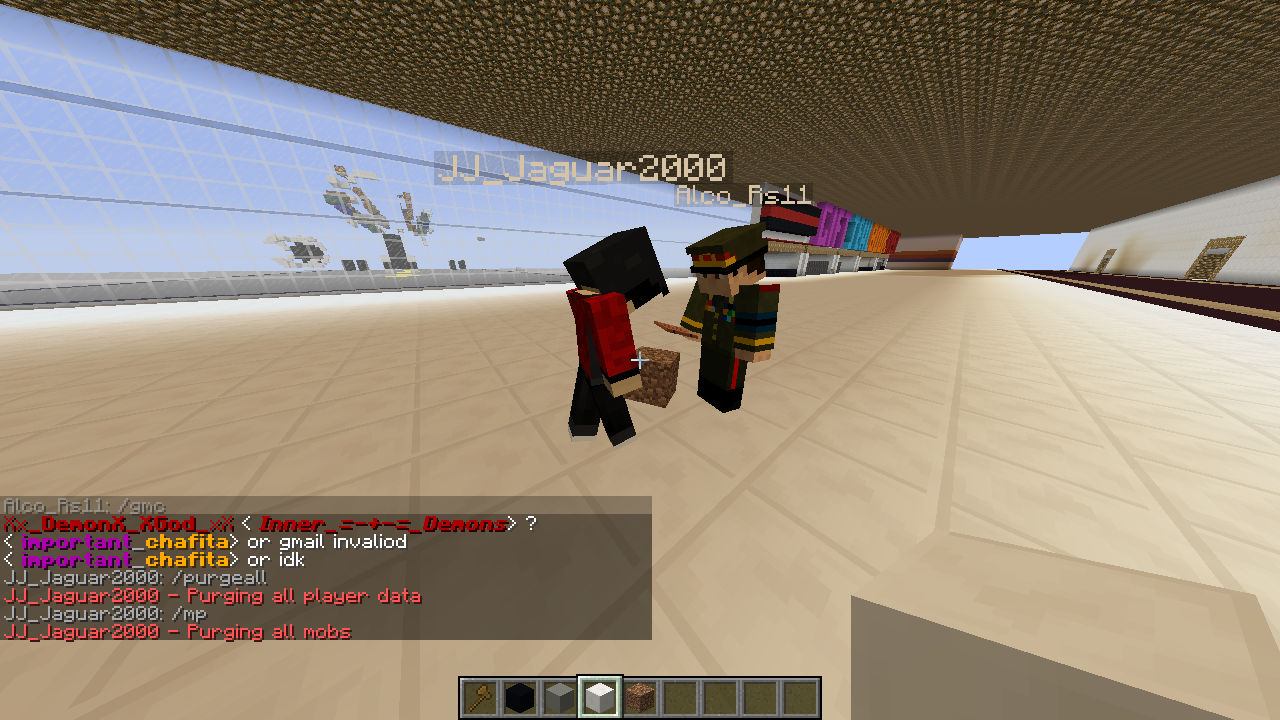 JJ_Jaguar2000
Alco_Rs11
Alco_Rs11: /gmc
Xx_DemonX_XGod_xX < Inner_=-+-=_Demons> ?
< important_chafita> or gmail invaliod
< important_chafita> or idk
JJ_Jaguar2000: /purgeall
JJ_Jaguar2000 - Purging all player data
JJ_Jaguar2000: /mp
JJ_Jaguar2000 - Purging all mobs